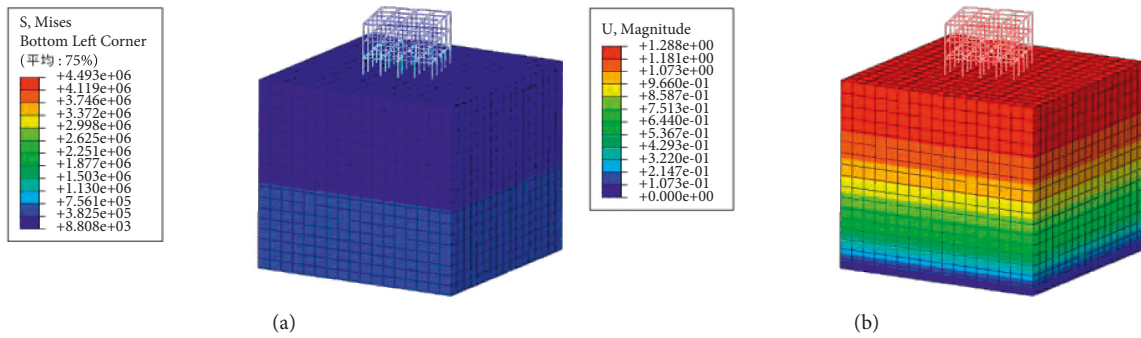 S, Mises
Bottom Left Corner
(平均 : 75%)
+4.493e+06
+4.119e+06
+3.746e+06
+3.372e+06
+2.998e+06
+2.625e+06
+2.251e+06
+1.877e+06
+1.503e+06
+1.130e+06
+7.561e+05
+3.825e+05
+8.808e+03
(a)
U, Magnitude
+1.288e+00
+1.181e+00
+1.073e+00
+9.660e-01
+8.587e-01
+7.513e-01
+6.440e-01
+5.367e-01
+4.293e-01
+3.220e-01
+2.147e-01
+1.073e-01
+0.000e+00
(b)